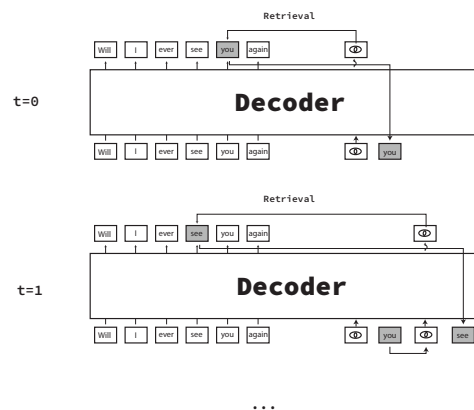 Retrieval
Will I ever see you again
t=0
Decoder
Will I ever see you again you
Retrieval
Will I ever see you again
t=1
Decoder
Will I ever see you again you see
...